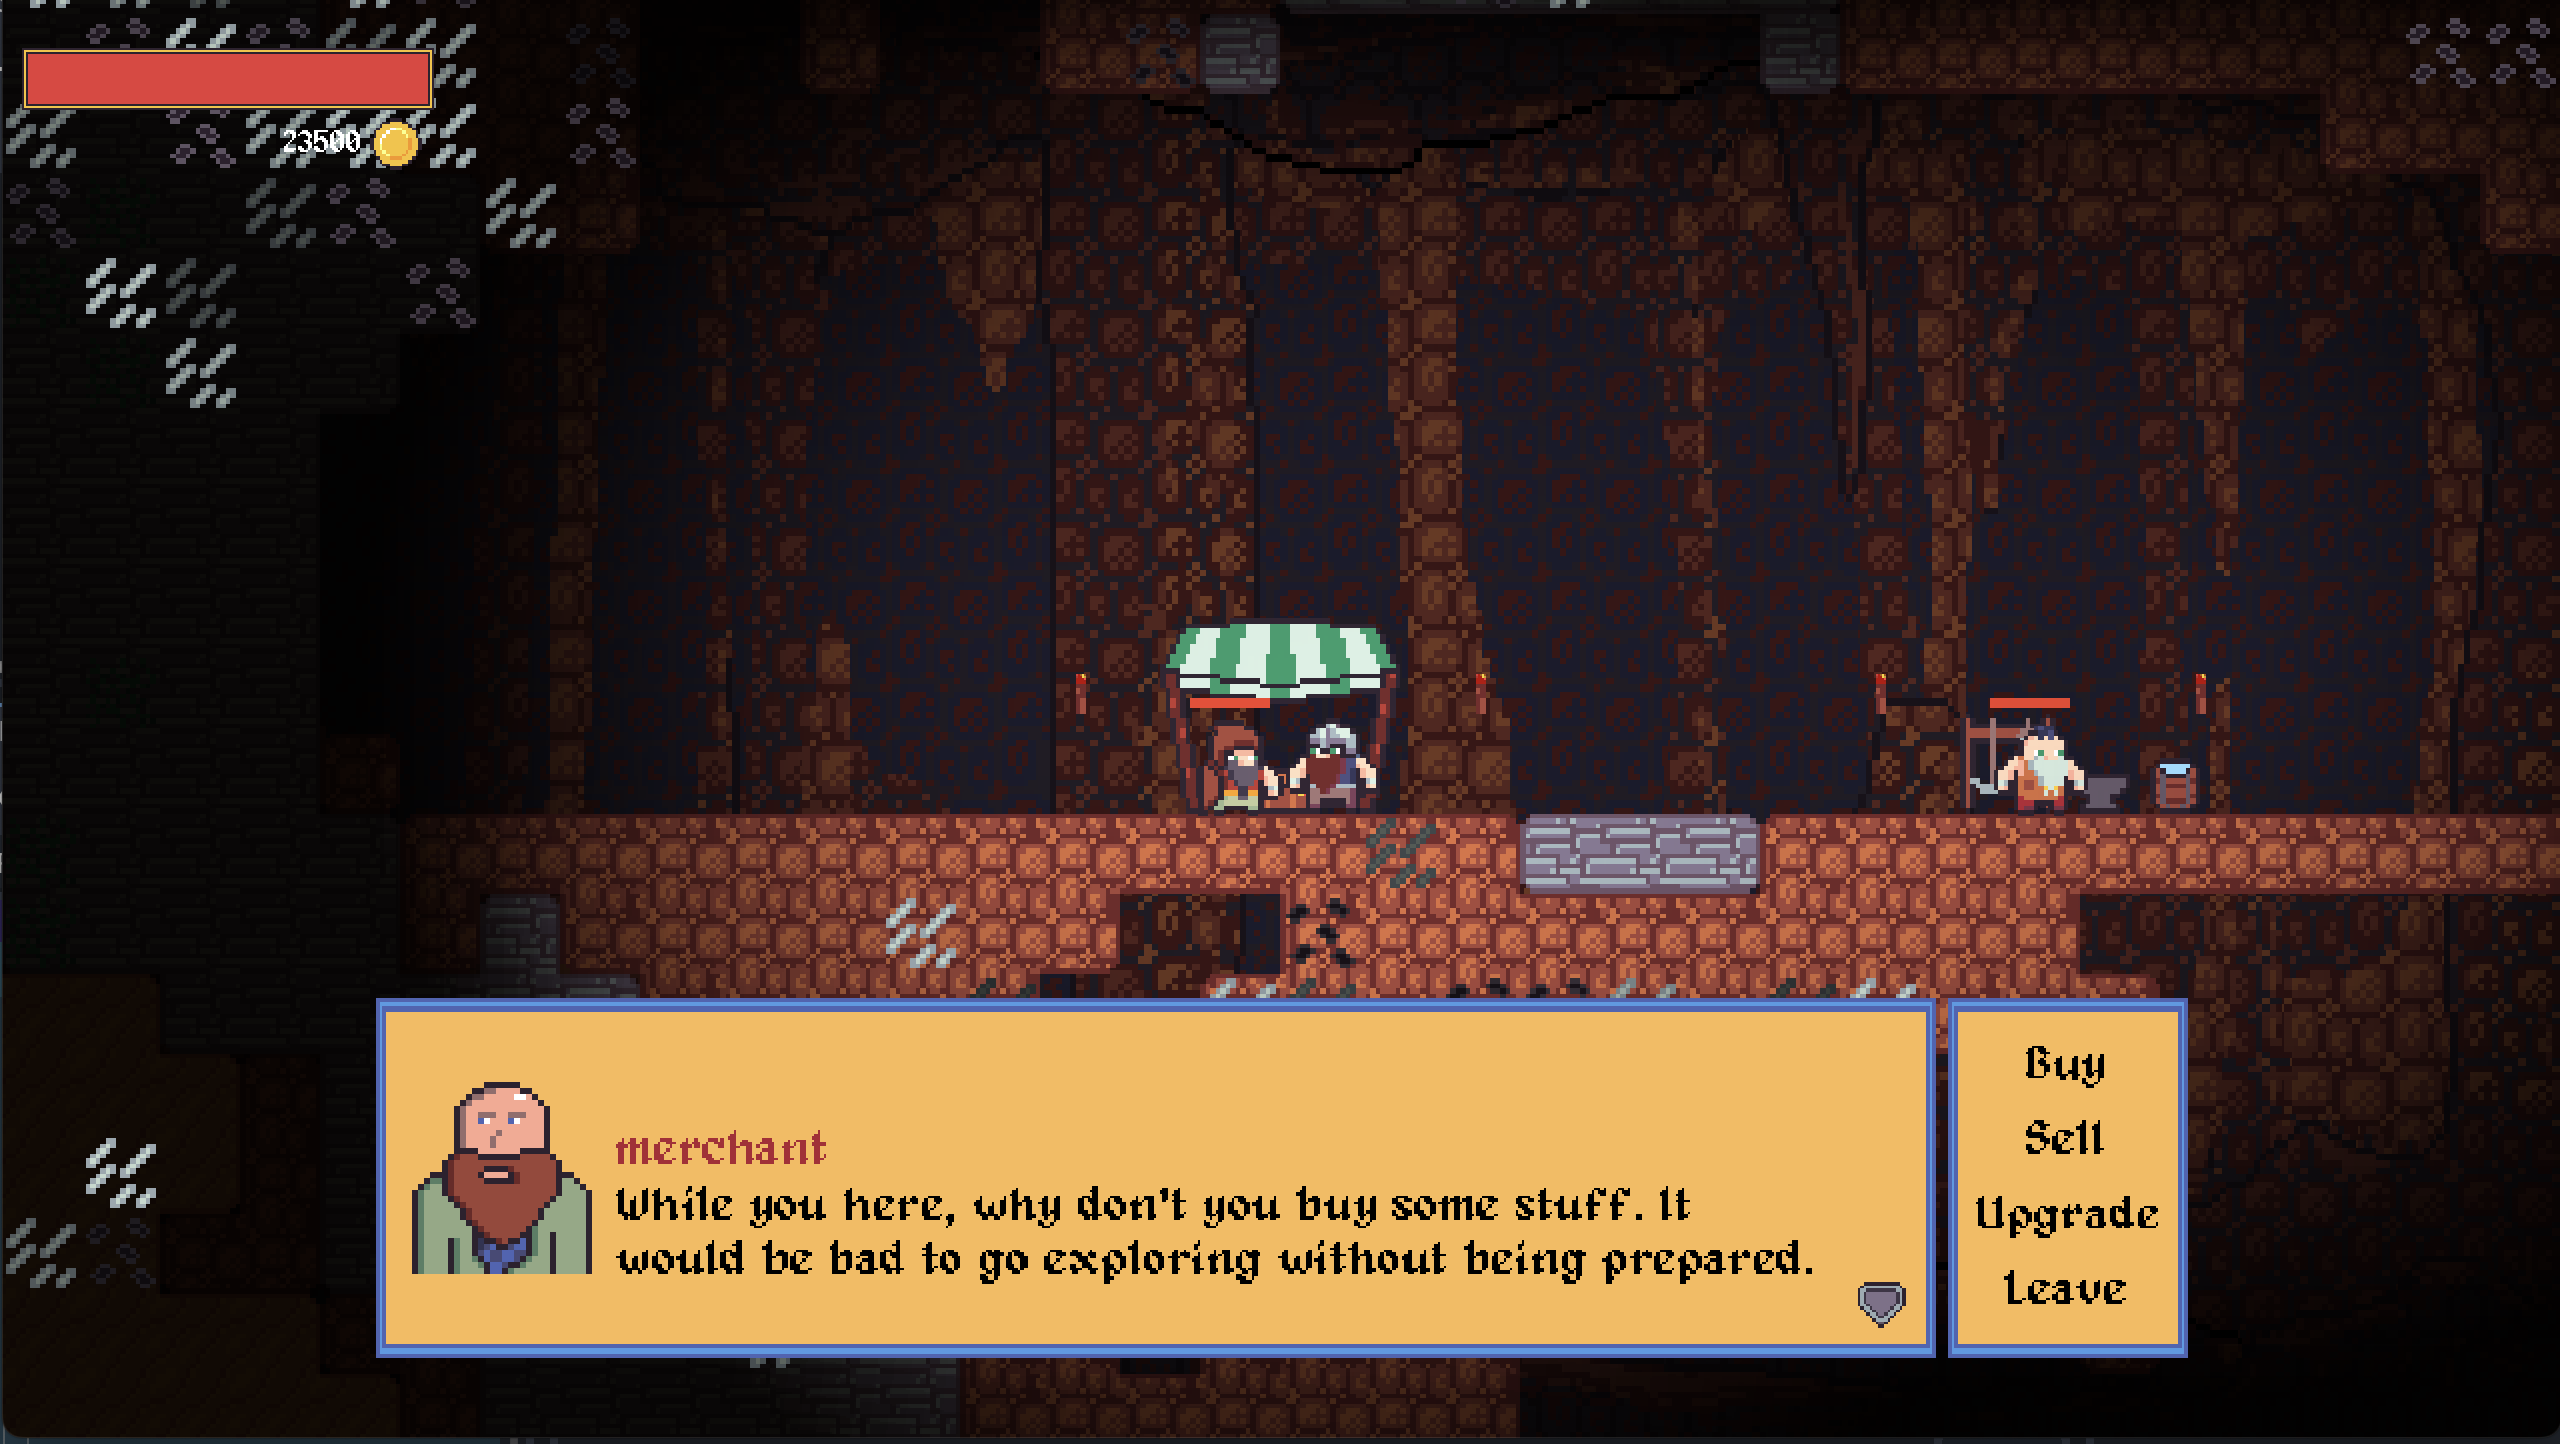 23500
merchant
While you here, why don't you buy some stuff. It
would be bad to go exploring without being prepared.
Buy
Sell
Upgrade
Leave